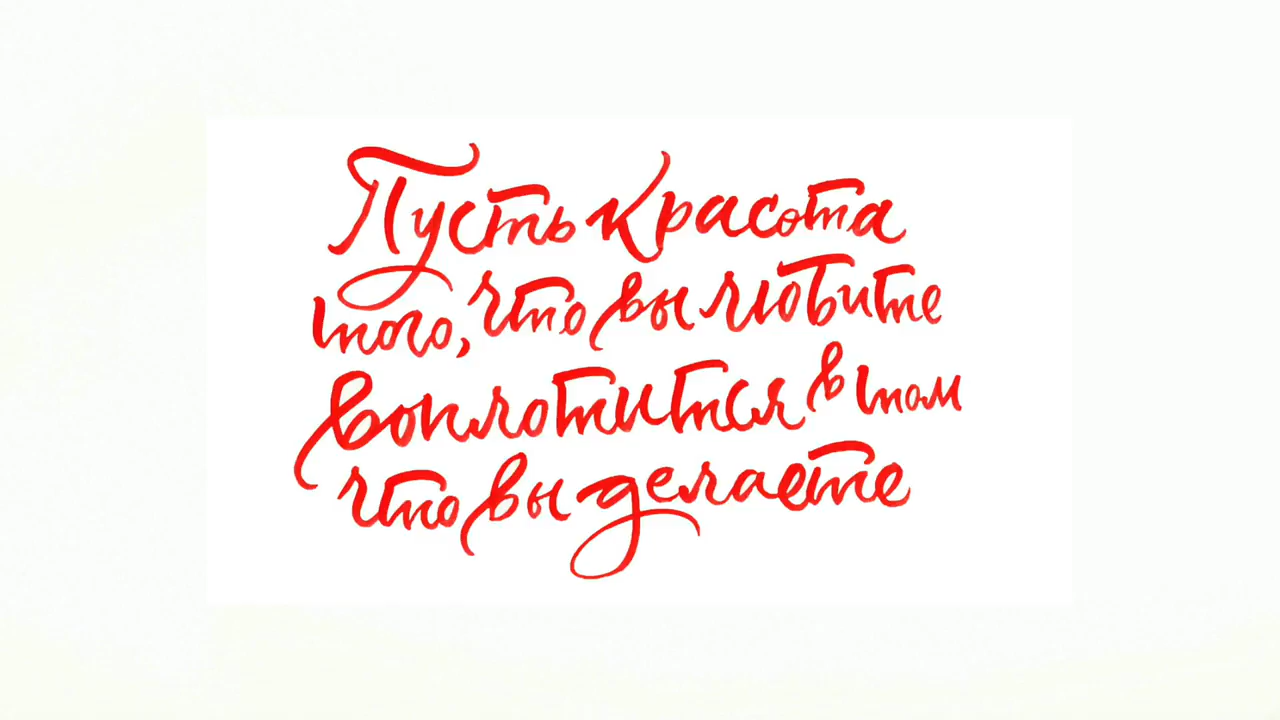 Пусть красота
того, что вы любите
воплотится в том
что вы делаете